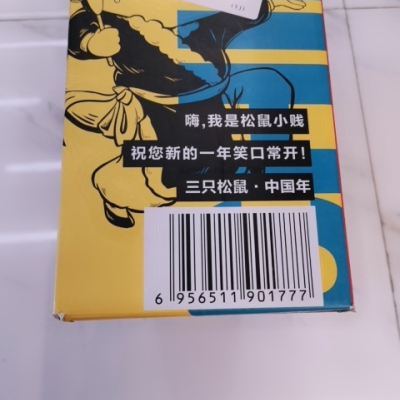 嗨,我是松鼠小贱
祝您新的一年笑口常开!
三只松鼠·中国年
6 956511 901777